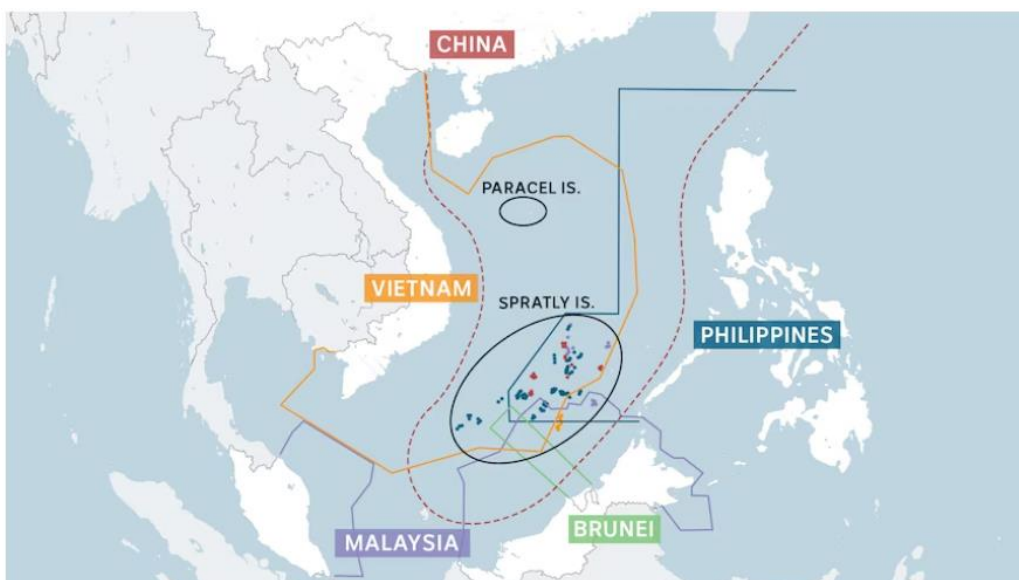 CHINA
PARACEL IS.
VIETNAM
SPRATLY IS.
PHILIPPINES
MALAYSIA
BRUNEI